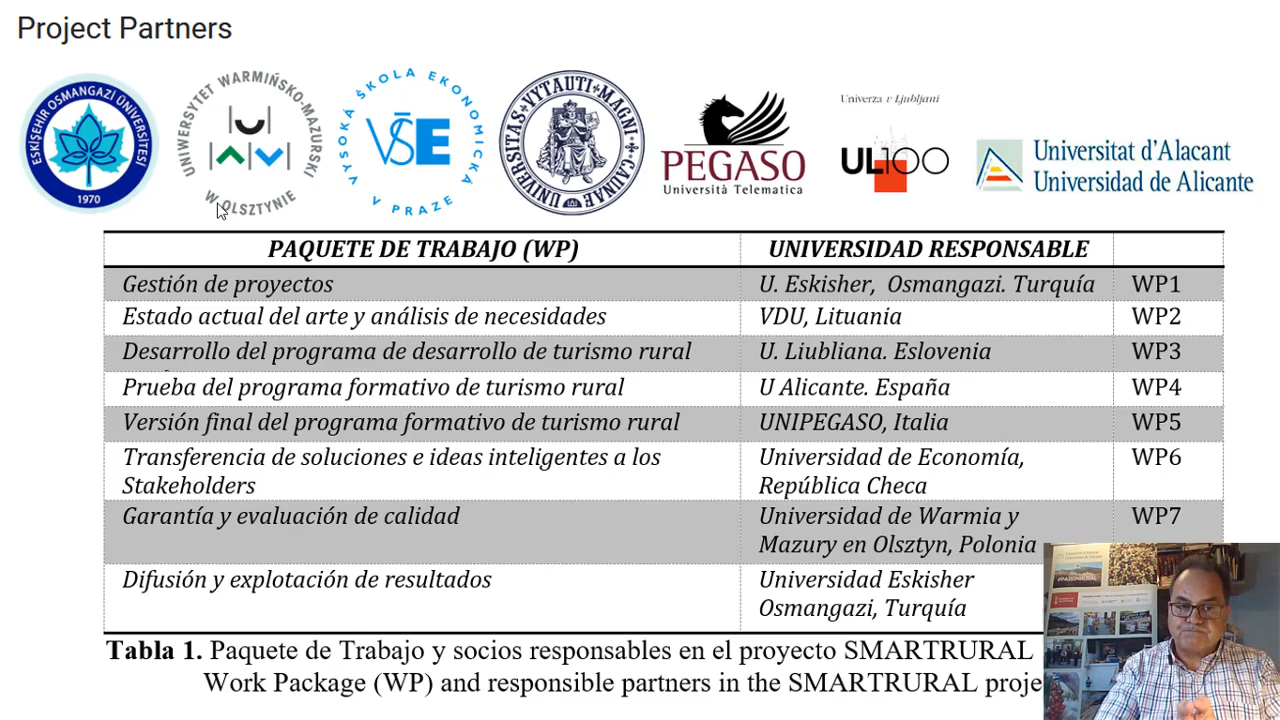 Project Partners
ESKİŞEHİR OSMANGAZİ ÜNİVERSİTESİ
1970
UNIWERSYTET WARMIŃSKO-MAZURSKI
W OLSZTYNIE
VYSOKÁ ŠKOLA EKONOMICKÁ
V PRAZE
VŠE
UNIVERSITAS VYTAUTI MAGNI
PEGASO
Università Telematica
Univerza v Ljubljani
UL100
Universitat d'Alacant
Universidad de Alicante
PAQUETE DE TRABAJO (WP) UNIVERSIDAD RESPONSABLE
Gestión de proyectos U. Eskisher, Osmangazi. Turquía WP1
Estado actual del arte y análisis de necesidades VDU, Lituania WP2
Desarrollo del programa de desarrollo de turismo rural U. Liubliana. Eslovenia WP3
Prueba del programa formativo de turismo rural U Alicante. España WP4
Versión final del programa formativo de turismo rural UNIPEGASO, Italia WP5
Transferencia de soluciones e ideas inteligentes a los Universidad de Economía, WP6
Stakeholders República Checa
Garantía y evaluación de calidad Universidad de Warmia y WP7
Mazury en Olsztyn, Polonia
Difusión y explotación de resultados Universidad Eskisher
Osmangazi, Turquía
Tabla 1. Paquete de Trabajo y socios responsables en el proyecto SMARTRURAL
Work Package (WP) and responsible partners in the SMARTRURAL proje